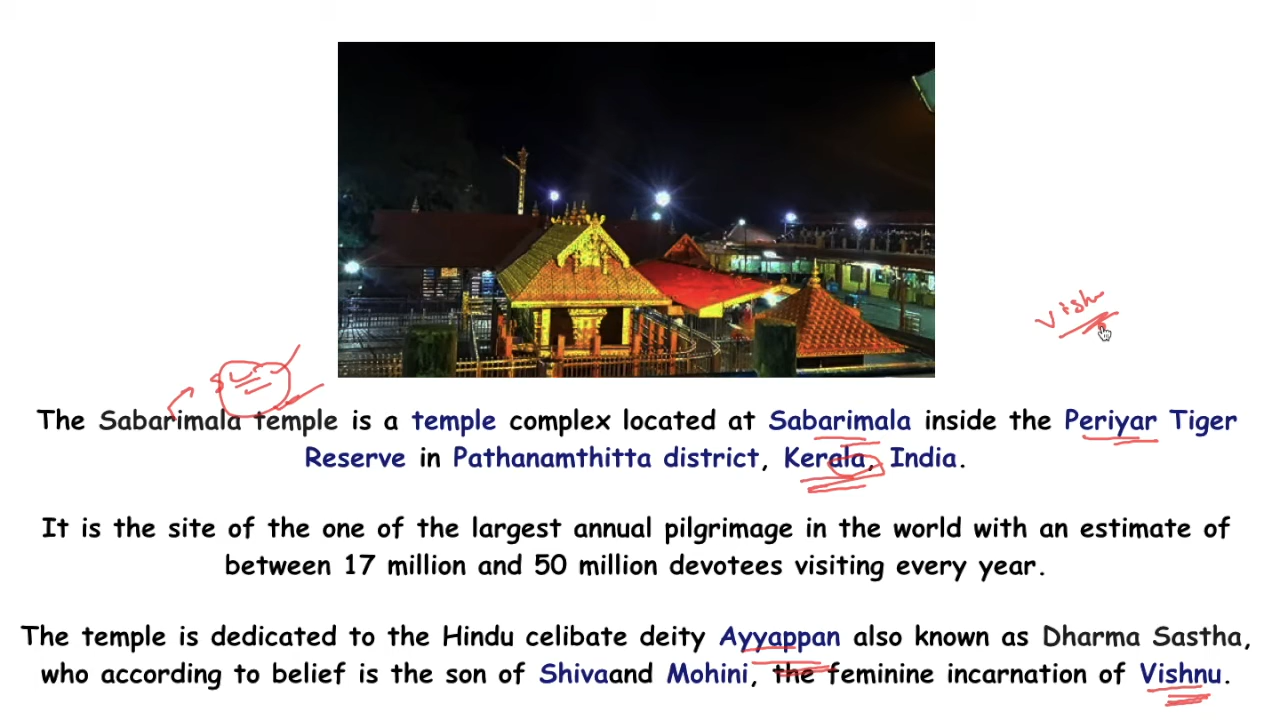 Vishn
The Sabarimala temple is a temple complex located at Sabarimala inside the Periyar Tiger
Reserve in Pathanamthitta district, Kerala, India.
It is the site of the one of the largest annual pilgrimage in the world with an estimate of
between 17 million and 50 million devotees visiting every year.
The temple is dedicated to the Hindu celibate deity Ayyappan also known as Dharma Sastha,
who according to belief is the son of Shivaand Mohini, the feminine incarnation of Vishnu.